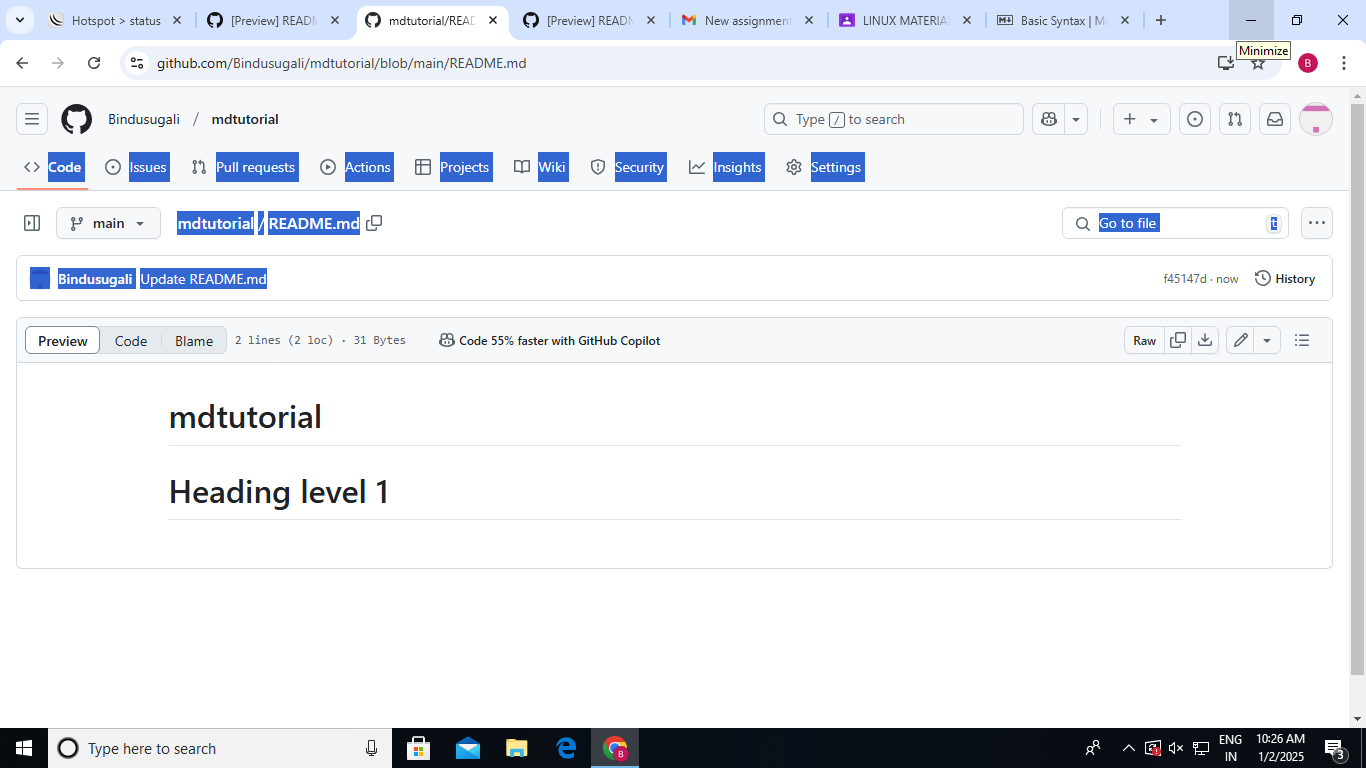 Hotspot > status [Preview] READM mdtutorial/READ [Preview] READM New assignment LINUX MATERIA Basic Syntax | Ma
Minimize
github.com/Bindusugali/mdtutorial/blob/main/README.md B
Bindusugali / mdtutorial Type / to search
Code Issues Pull requests Actions Projects Wiki Security Insights Settings
main mdtutorial / README.md Go to file t
Bindusugali Update README.md f45147d · now History
Preview Code Blame 2 lines (2 loc) · 31 Bytes Code 55% faster with GitHub Copilot Raw
mdtutorial
Heading level 1
Type here to search B ENG 10:26 AM
IN 1/2/2025 3